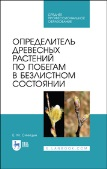 СРЕДНЕЕ
ПРОФЕССИОНАЛЬНОЕ
ОБРАЗОВАНИЕ
ОПРЕДЕЛИТЕЛЬ
ДРЕВЕСНЫХ РАСТЕНИЙ
ПО ПОБЕГАМ
В БЕЗЛИСТНОМ
СОСТОЯНИИ